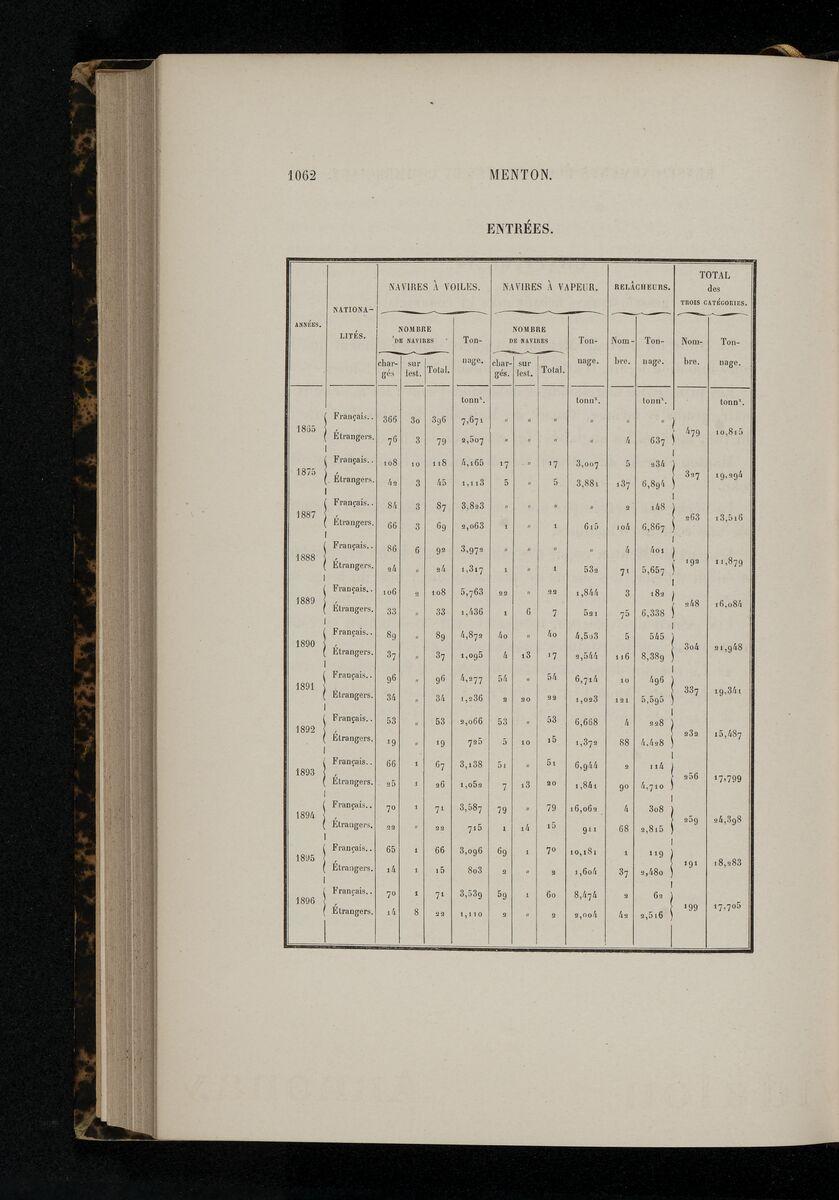 1062 MENTON.
ENTRÉES.
ANNÉES. NATIONALITÉS. NAVIRES À VOILES. NAVIRES À VAPEUR. RELÂCHEURS. TOTAL des TROIS CATÉGORIES.
NOMBRE DE NAVIRES Tonnage. NOMBRE DE NAVIRES Tonnage. Nombre. Tonnage. Nombre. Tonnage.
chargés sur lest. Total. chargés. sur lest. Total.
tonnx. tonnx. tonnx. tonnx.
1865 Français.. 366 30 396 7,671 " " " " " " 479 10,815
Étrangers. 76 3 79 2,507 " " " " 4 637
1875 Français.. 108 10 118 4,165 17 " 17 3,007 5 234 327 19,294
Étrangers. 42 3 45 1,113 5 " 5 3,881 137 6,894
1887 Français.. 84 3 87 3,823 " " " " 2 148 263 13,516
Étrangers. 66 3 69 2,063 1 " 1 615 104 6,867
1888 Français.. 86 6 92 3,972 " " " " 4 401 192 11,879
Étrangers. 24 " 24 1,317 1 " 1 532 71 5,657
1889 Français.. 106 2 108 5,763 22 " 22 1,844 3 182 248 16,084
Étrangers. 33 " 33 1,436 1 6 7 521 75 6,338
1890 Français.. 89 " 89 4,872 40 " 40 4,503 5 545 304 21,948
Étrangers. 37 " 37 1,095 4 13 17 2,544 116 8,389
1891 Français.. 96 " 96 4,277 54 " 54 6,714 10 496 337 19,341
Étrangers. 34 " 34 1,236 2 20 22 1,023 121 5,595
1892 Français.. 53 " 53 2,066 53 " 53 6,668 4 228 232 15,487
Étrangers. 19 " 19 725 5 10 15 1,372 88 4,428
1893 Français.. 66 1 67 3,138 51 " 51 6,944 2 114 256 17,799
Étrangers. 25 1 26 1,052 7 13 20 1,841 90 4,710
1894 Français.. 70 1 71 3,587 79 " 79 16,062 4 308 259 24,398
Étrangers. 22 " 22 715 1 14 15 911 68 2,815
1895 Français.. 65 1 66 3,096 69 1 70 10,181 1 119 191 18,283
Étrangers. 14 1 15 803 2 " 2 1,604 37 2,480
1896 Français.. 70 1 71 3,539 59 1 60 8,474 2 62 199 17,705
Étrangers. 14 8 22 1,110 2 " 2 2,004 42 2,516